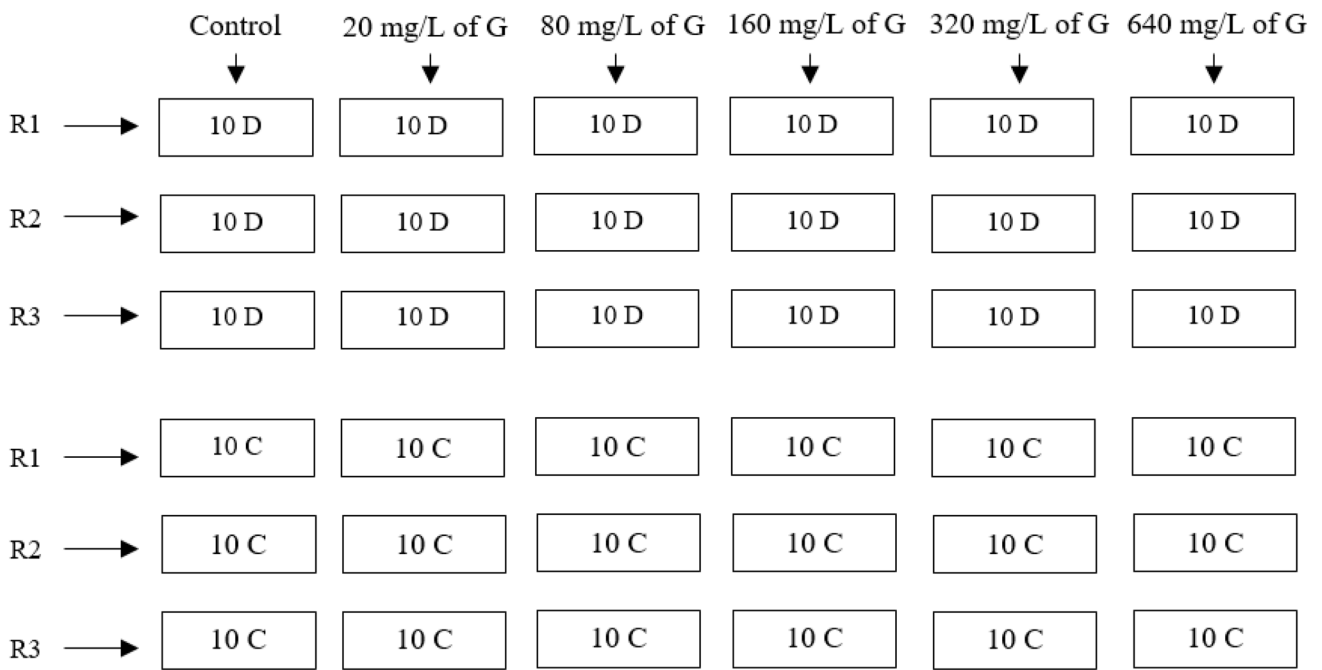 Control 20 mg/L of G 80 mg/L of G 160 mg/L of G 320 mg/L of G 640 mg/L of G
R1 10 D 10 D 10 D 10 D 10 D 10 D
R2 10 D 10 D 10 D 10 D 10 D 10 D
R3 10 D 10 D 10 D 10 D 10 D 10 D
R1 10 C 10 C 10 C 10 C 10 C 10 C
R2 10 C 10 C 10 C 10 C 10 C 10 C
R3 10 C 10 C 10 C 10 C 10 C 10 C